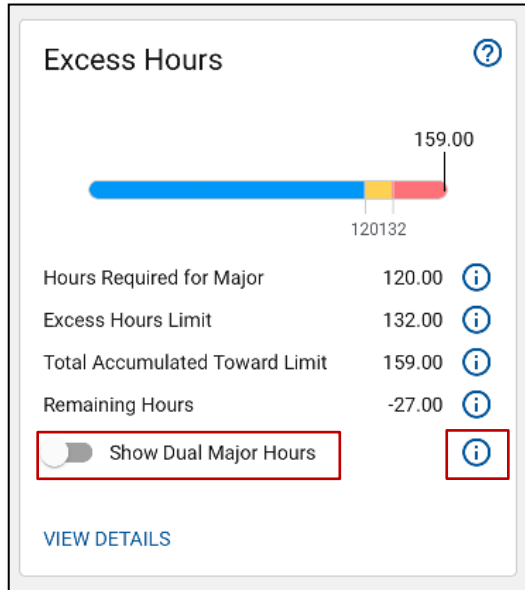 Excess Hours
159.00
120132
Hours Required for Major 120.00
Excess Hours Limit 132.00
Total Accumulated Toward Limit 159.00
Remaining Hours -27.00
Show Dual Major Hours
VIEW DETAILS